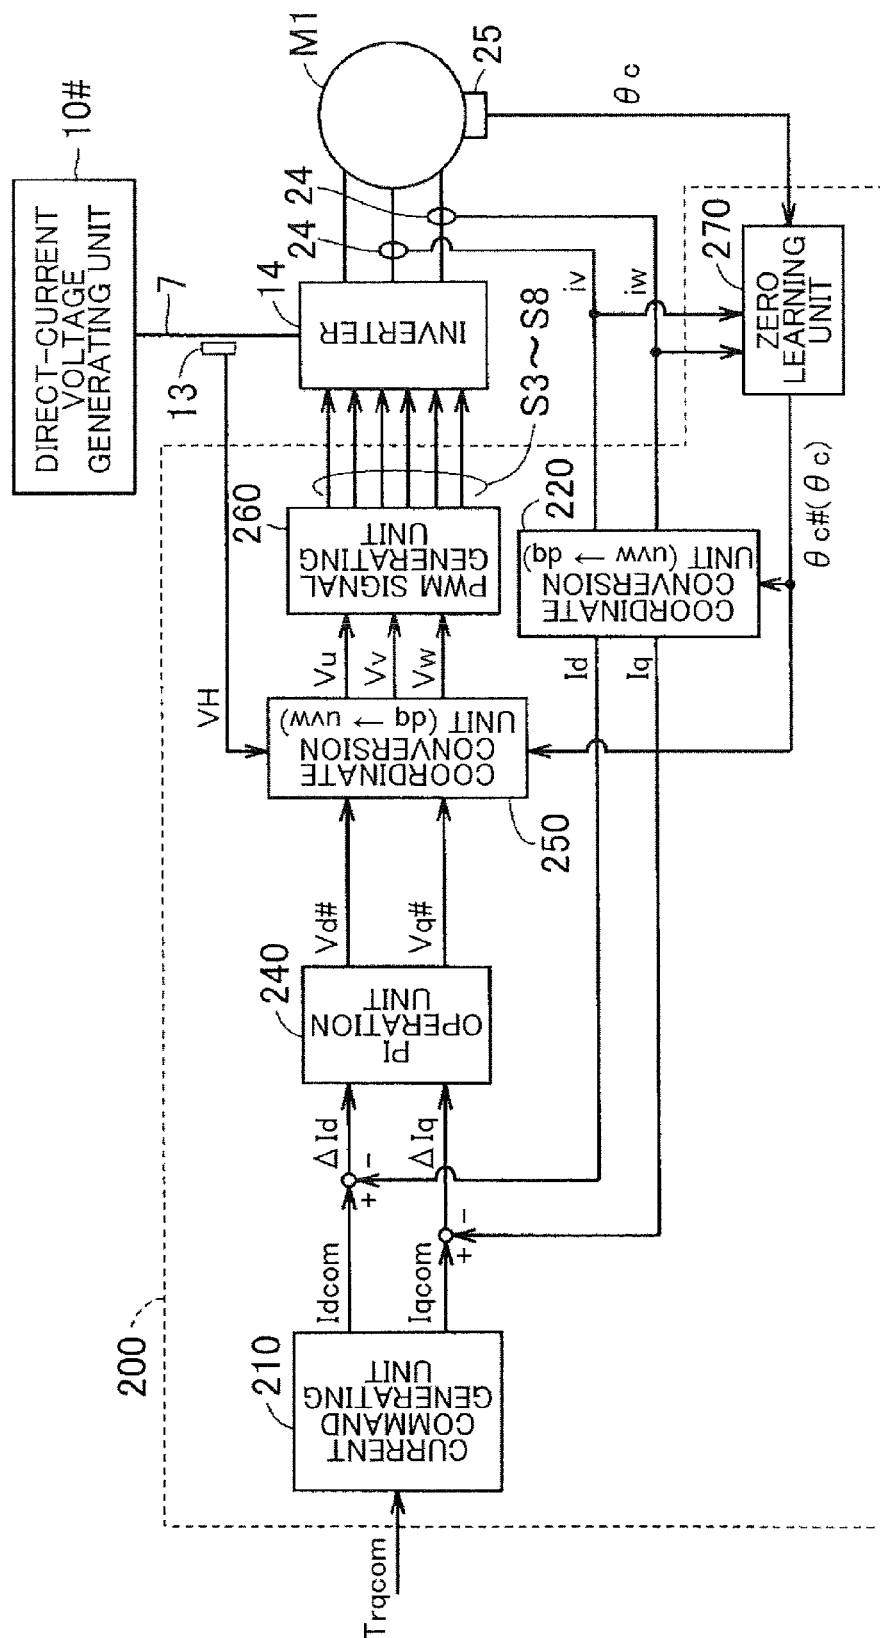 DIRECT-CURRENT
VOLTAGE
GENERATING UNIT
10#
7
13
VH
M1
25
θc
24
24
14
INVERTER
S3~S8
iv
iw
270
ZERO
LEARNING
UNIT
θc#(θc)
260
PWM SIGNAL
GENERATING
UNIT
220
COORDINATE
CONVERSION
UNIT (uvw → dq)
Id
Iq
Vu
Vv
Vw
COORDINATE
CONVERSION
UNIT (dq → uvw)
250
Vd#
Vq#
240
PI
OPERATION
UNIT
ΔId
ΔIq
+
-
+
-
Idcom
Iqcom
200
210
CURRENT
COMMAND
GENERATING
UNIT
Trqcom